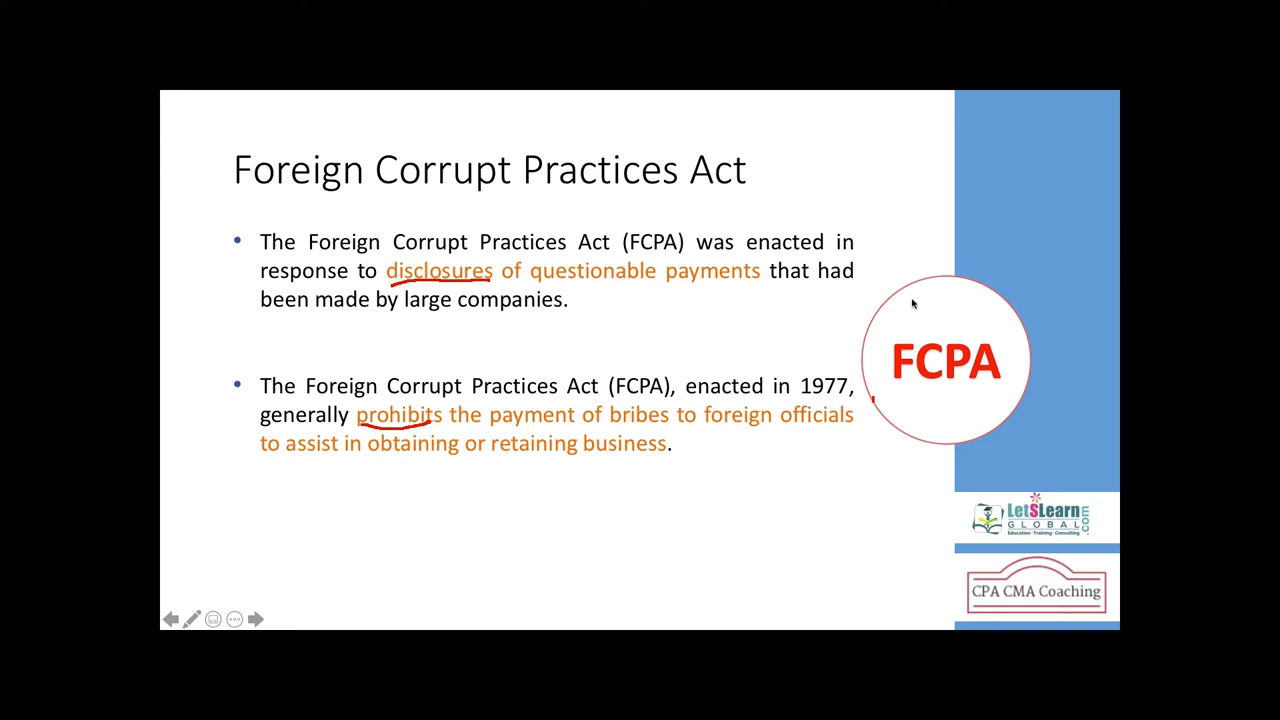 Foreign Corrupt Practices Act
• The Foreign Corrupt Practices Act (FCPA) was enacted in
response to disclosures of questionable payments that had
been made by large companies.
• The Foreign Corrupt Practices Act (FCPA), enacted in 1977,
generally prohibits the payment of bribes to foreign officials
to assist in obtaining or retaining business.
FCPA
LetSLearn
GLOBAL
.com
Education · Training · Consulting
CPA CMA Coaching